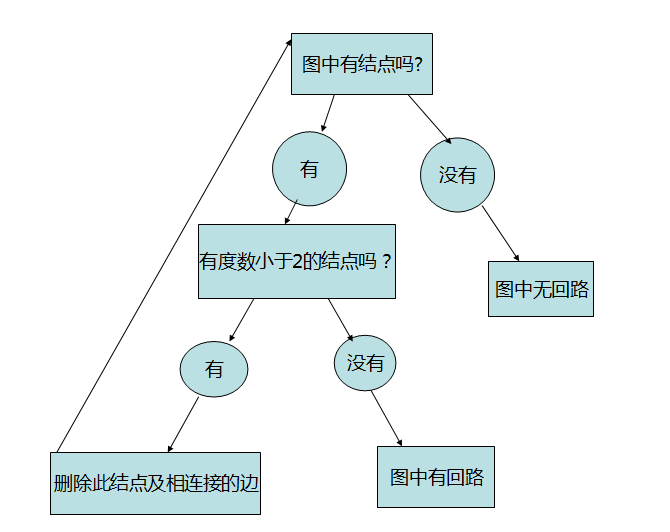 图中有结点吗?
有
没有
有度数小于2的结点吗？
图中无回路
有
没有
删除此结点及相连接的边
图中有回路